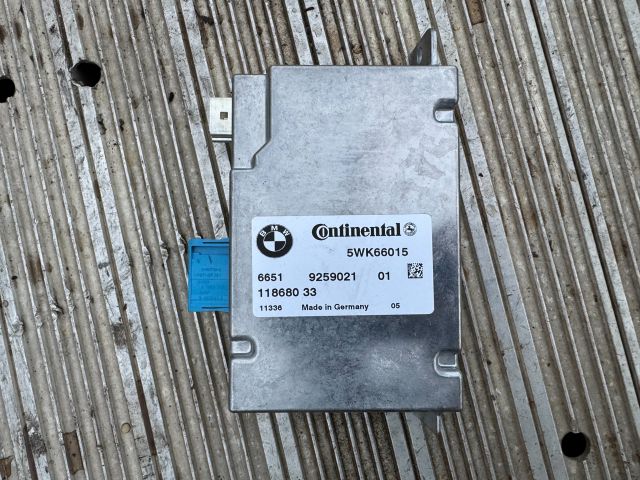 BMW
Continental
5WK66015
6651 9259021 01
118680 33
11336 Made in Germany 05